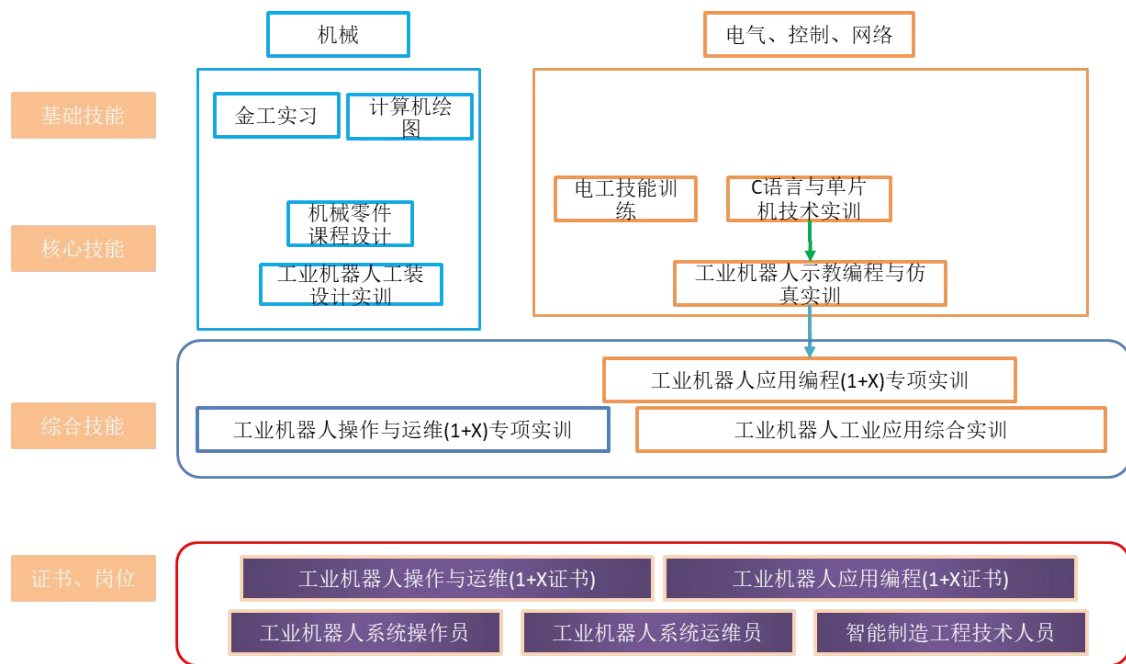 机械
电气、控制、网络
基础技能
金工实习
计算机绘
图
电工技能训
练
C语言与单片
机技术实训
机械零件
课程设计
核心技能
工业机器人工装
设计实训
工业机器人示教编程与仿
真实训
工业机器人应用编程(1+X)专项实训
综合技能
工业机器人操作与运维(1+X)专项实训
工业机器人工业应用综合实训
证书、岗位
工业机器人操作与运维(1+X证书)
工业机器人应用编程(1+X证书)
工业机器人系统操作员
工业机器人系统运维员
智能制造工程技术人员